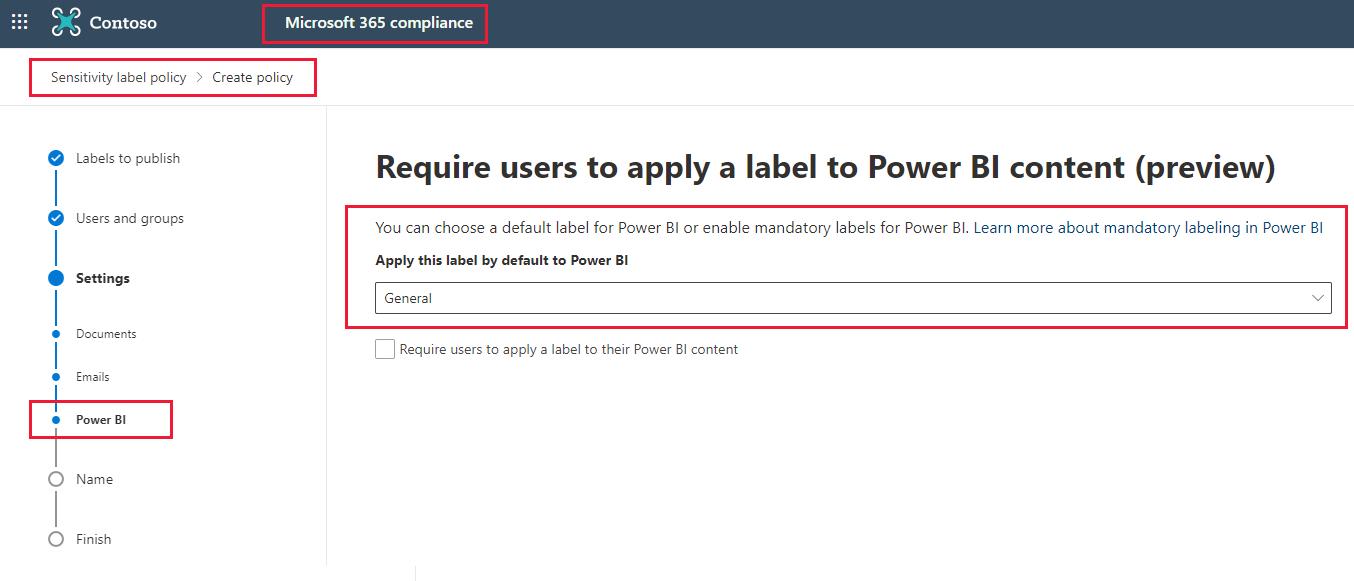 Contoso
Microsoft 365 compliance
Sensitivity label policy > Create policy
Labels to publish
Users and groups
Settings
Documents
Emails
Power BI
Name
Finish
Require users to apply a label to Power BI content (preview)
You can choose a default label for Power BI or enable mandatory labels for Power BI. Learn more about mandatory labeling in Power BI
Apply this label by default to Power BI
General
Require users to apply a label to their Power BI content